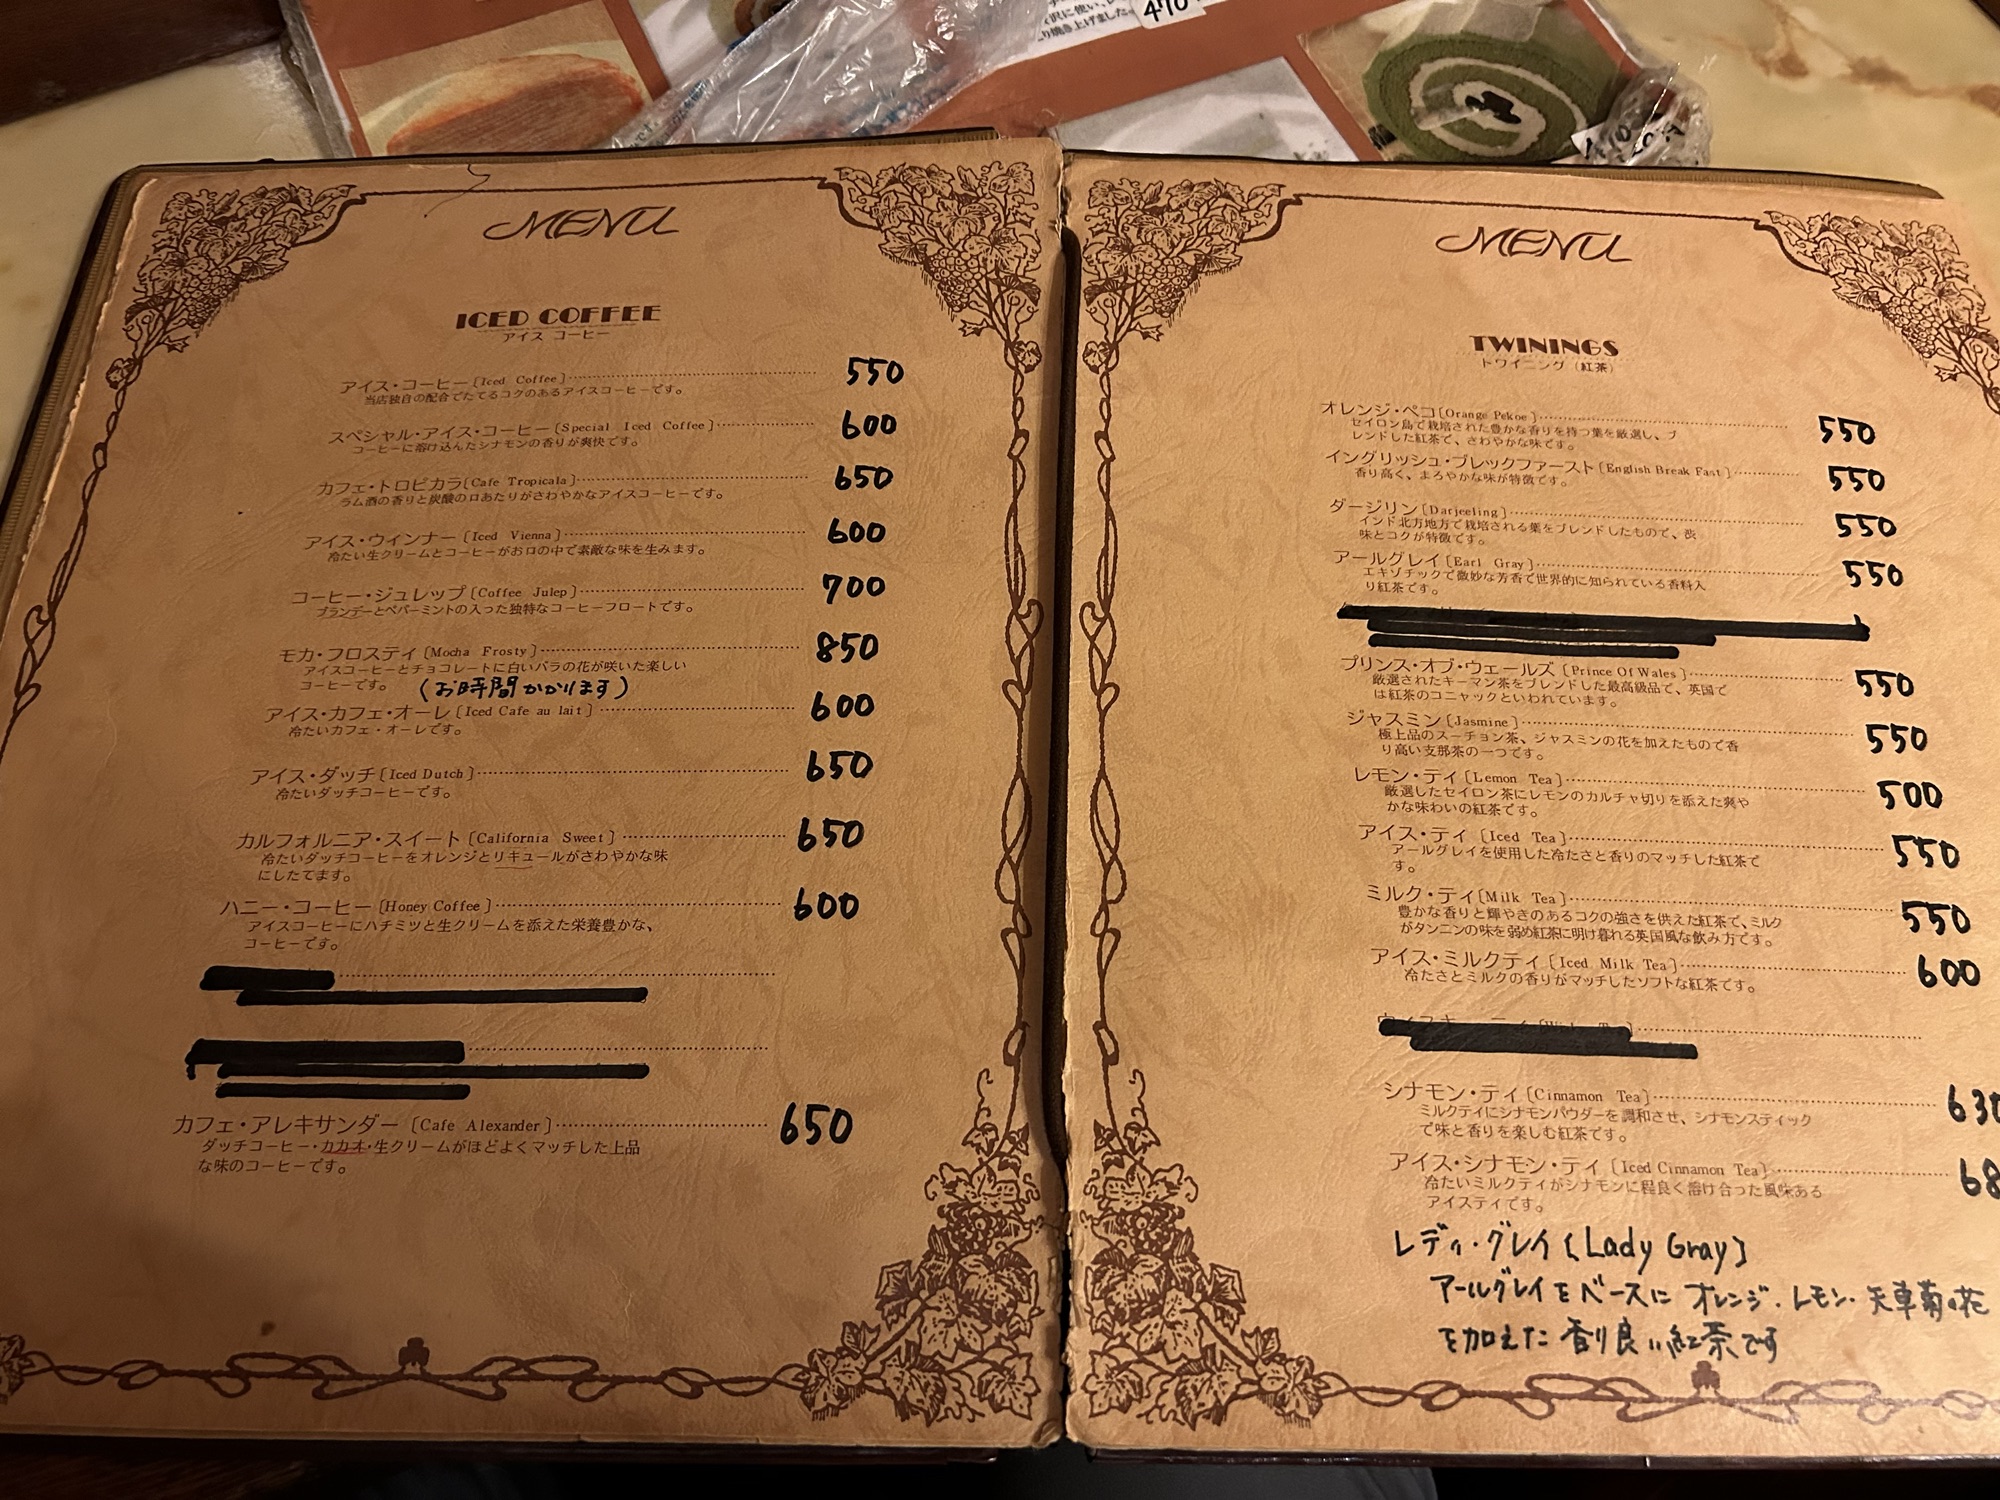 沢に使い、
り焼き上げました
470
MENU
ICED COFFEE
アイス コーヒー
アイス・コーヒー〔Iced Coffee〕 550
当店独自の配合でたてるコクのあるアイスコーヒーです。
スペシャル・アイス・コーヒー〔Special Iced Coffee〕 600
コーヒーに溶け込んだシナモンの香りが爽快です。
カフェ・トロピカラ〔Cafe Tropicala〕 650
ラム酒の香りと炭酸の口あたりがさわやかなアイスコーヒーです。
アイス・ウィンナー〔Iced Vienna〕 600
冷たい生クリームとコーヒーがお口の中で素敵な味を生みます。
コーヒー・ジュレップ〔Coffee Julep〕 700
ブランデーとペパーミントの入った独特なコーヒーフロートです。
モカ・フロスティ〔Mocha Frosty〕 850
アイスコーヒーとチョコレートに白いバラの花が咲いた楽しい
コーヒーです。 (お時間かかります)
アイス・カフェ・オーレ〔Iced Cafe au lait〕 600
冷たいカフェ・オーレです。
アイス・ダッチ〔Iced Dutch〕 650
冷たいダッチコーヒーです。
カルフォルニア・スイート〔California Sweet〕 650
冷たいダッチコーヒーをオレンジとリキュールがさわやかな味
にしたてます。
ハニー・コーヒー〔Honey Coffee〕 600
アイスコーヒーにハチミツと生クリームを添えた栄養豊かな、
コーヒーです。
カフェ・アレキサンダー〔Cafe Alexander〕 650
ダッチコーヒー・カカオ・生クリームがほどよくマッチした上品
な味のコーヒーです。
MENU
TWININGS
トワイニング（紅茶）
オレンジ・ペコ〔Orange Pekoe〕 550
セイロン島で栽培された豊かな香りを持つ葉を厳選し、ブ
レンドした紅茶で、さわやかな味です。
イングリッシュ・ブレックファースト〔English Break Fast〕 550
香り高く、まろやかな味が特徴です。
ダージリン〔Darjeeling〕 550
インド北方地方で栽培される葉をブレンドしたもので、渋
味とコクが特徴です。
アールグレイ〔Earl Gray〕 550
エキゾチックで微妙な芳香で世界的に知られている香料入
り紅茶です。
プリンス・オブ・ウェールズ〔Prince Of Wales〕 550
厳選されたキーマン茶をブレンドした最高級品で、英国で
は紅茶のコニャックといわれています。
ジャスミン〔Jasmine〕 550
極上品のスーチョン茶、ジャスミンの花を加えたもので香
り高い支那茶の一つです。
レモン・ティ〔Lemon Tea〕 500
厳選したセイロン茶にレモンのカルチャ切りを添えた爽や
かな味わいの紅茶です。
アイス・ティ〔Iced Tea〕 550
アールグレイを使用した冷たさと香りのマッチした紅茶で
す。
ミルク・ティ〔Milk Tea〕 550
豊かな香りと輝やきのあるコクの強さを供えた紅茶で、ミルク
がタンニンの味を弱め紅茶に明け暮れる英国風な飲み方です。
アイス・ミルクティ〔Iced Milk Tea〕 600
冷たさとミルクの香りがマッチしたソフトな紅茶です。
シナモン・ティ〔Cinnamon Tea〕 630
ミルクティにシナモンパウダーを調和させ、シナモンスティック
で味と香りを楽しむ紅茶です。
アイス・シナモン・ティ〔Iced Cinnamon Tea〕 68
冷たいミルクティがシナモンに程良く溶け合った風味ある
アイスティです。
レディ・グレイ〔Lady Gray〕
アールグレイをベースに オレンジ・レモン・矢車菊の花
を加えた香り良い紅茶です